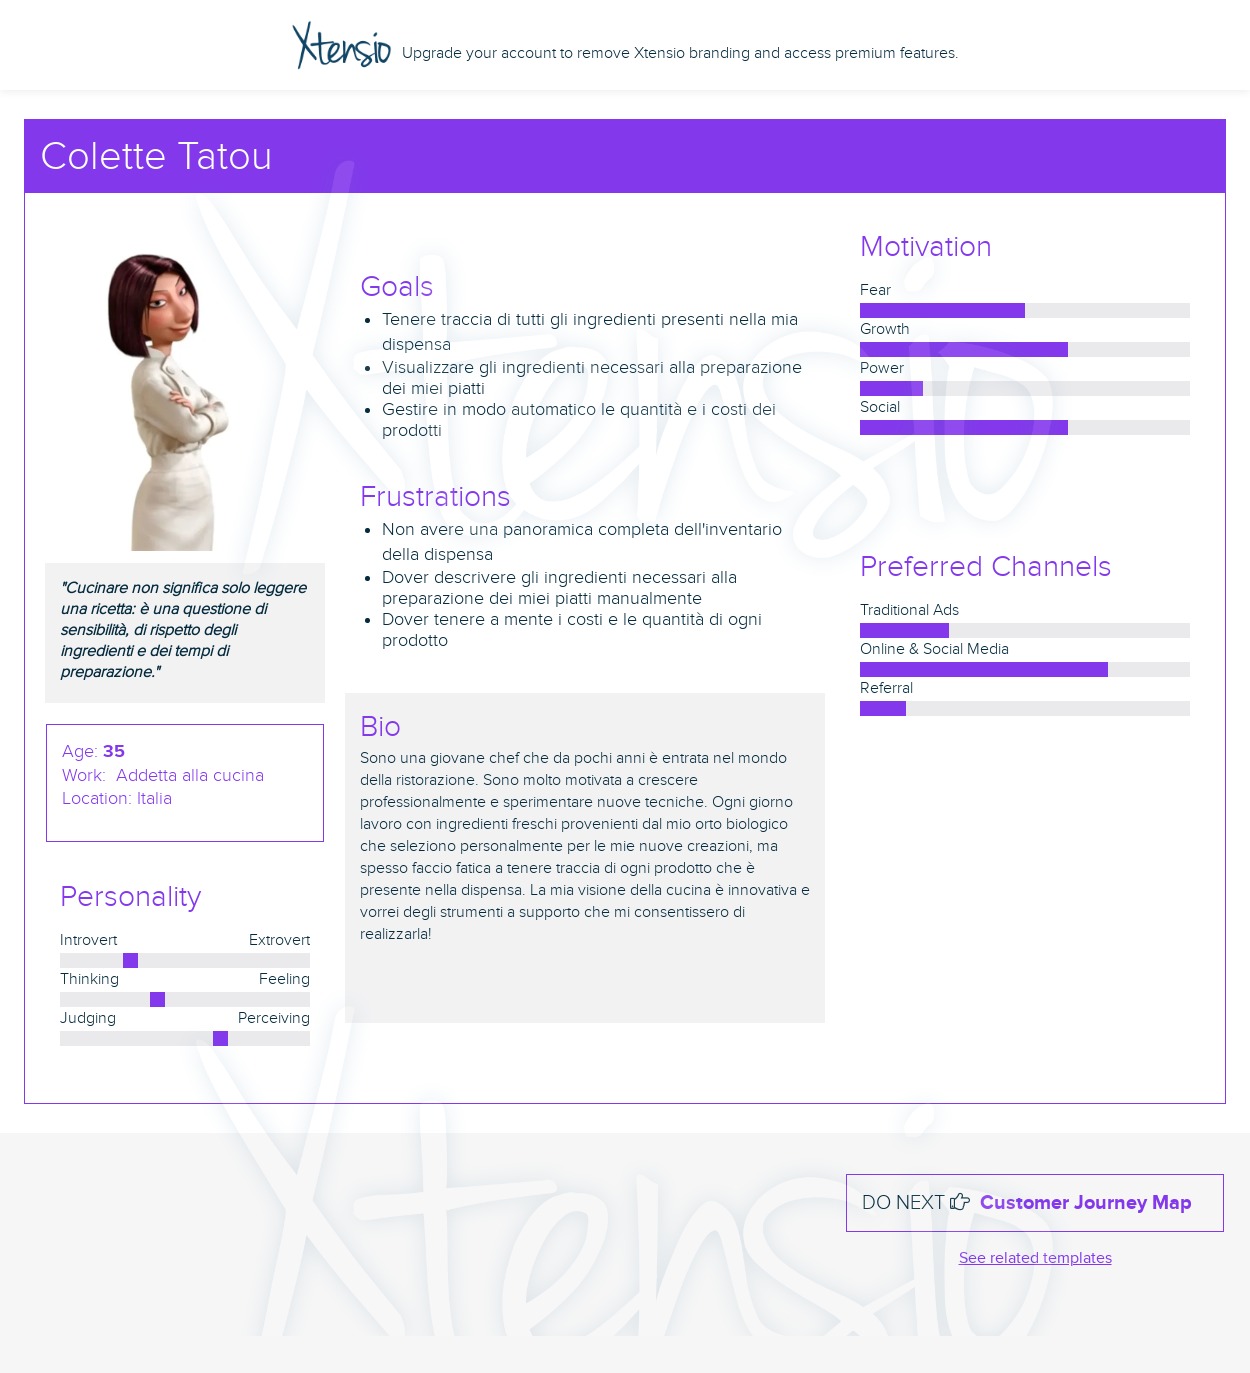 Xtensio Upgrade your account to remove Xtensio branding and access premium features.
Colette Tatou
"Cucinare non significa solo leggere
una ricetta: è una questione di
sensibilità, di rispetto degli
ingredienti e dei tempi di
preparazione."
Age: 35
Work:  Addetta alla cucina
Location: Italia
Personality
Introvert Extrovert
Thinking Feeling
Judging Perceiving
Goals
• Tenere traccia di tutti gli ingredienti presenti nella mia
dispensa
• Visualizzare gli ingredienti necessari alla preparazione
dei miei piatti
• Gestire in modo automatico le quantità e i costi dei
prodotti
Frustrations
• Non avere una panoramica completa dell'inventario
della dispensa
• Dover descrivere gli ingredienti necessari alla
preparazione dei miei piatti manualmente
• Dover tenere a mente i costi e le quantità di ogni
prodotto
Bio
Sono una giovane chef che da pochi anni è entrata nel mondo
della ristorazione. Sono molto motivata a crescere
professionalmente e sperimentare nuove tecniche. Ogni giorno
lavoro con ingredienti freschi provenienti dal mio orto biologico
che seleziono personalmente per le mie nuove creazioni, ma
spesso faccio fatica a tenere traccia di ogni prodotto che è
presente nella dispensa. La mia visione della cucina è innovativa e
vorrei degli strumenti a supporto che mi consentissero di
realizzarla!
Motivation
Fear
Growth
Power
Social
Preferred Channels
Traditional Ads
Online & Social Media
Referral
Xtensio
Xtensio
DO NEXT Customer Journey Map
See related templates